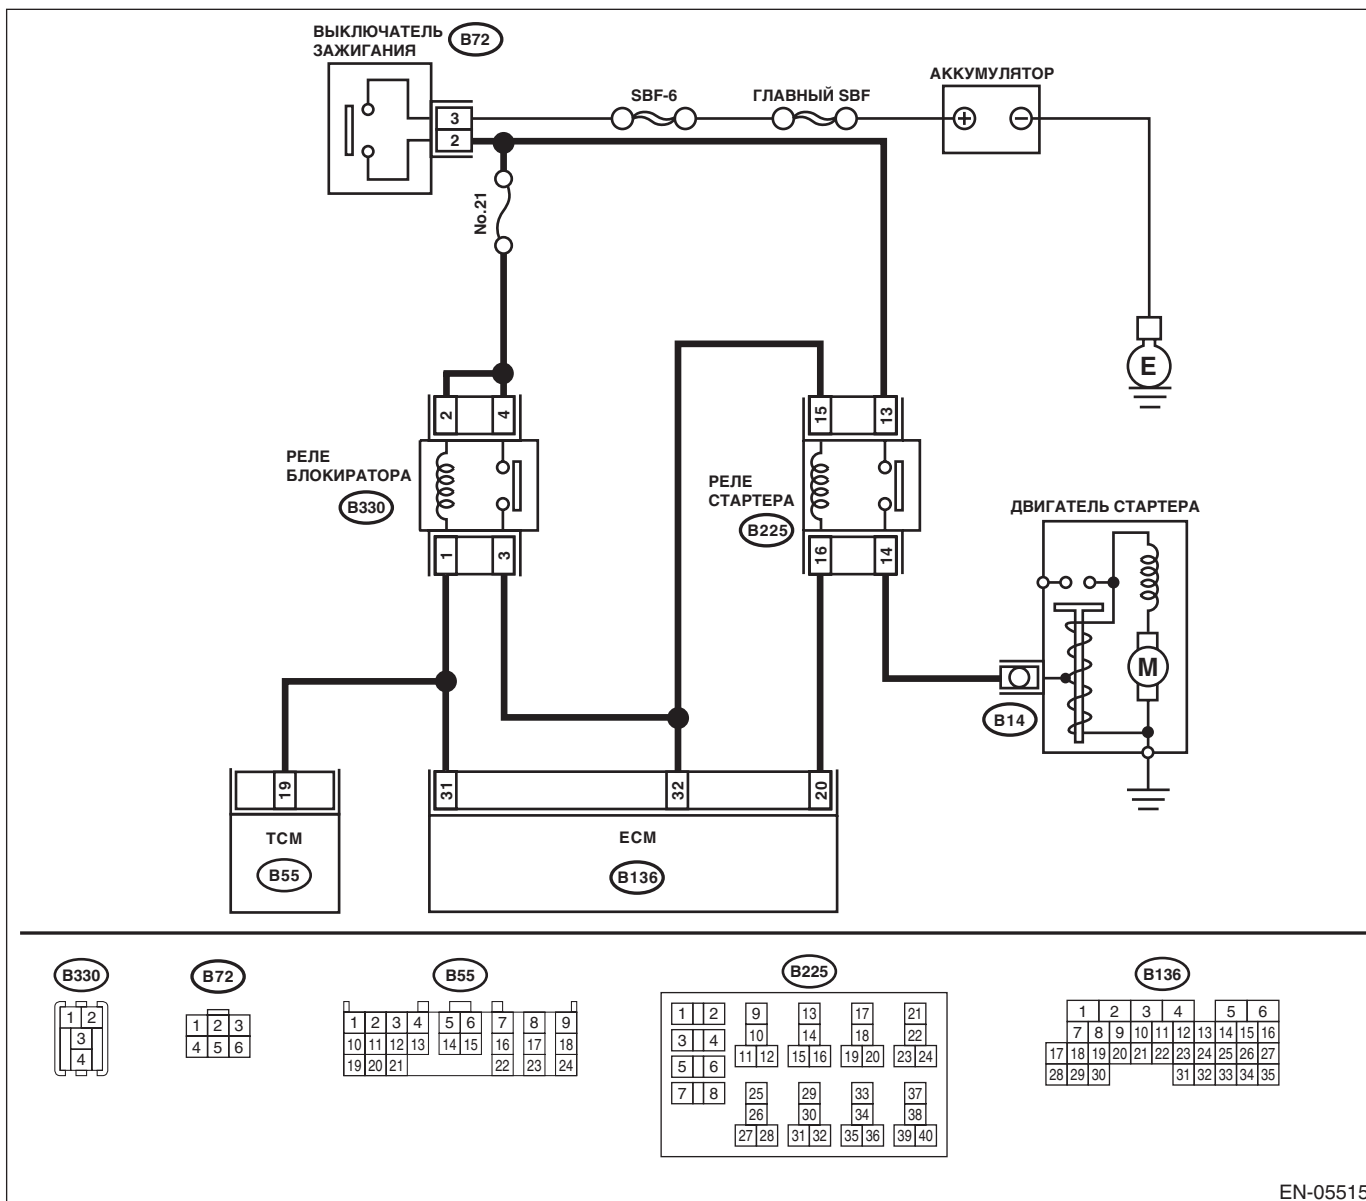 ВЫКЛЮЧАТЕЛЬ
ЗАЖИГАНИЯ
B72
3
2
SBF-6
ГЛАВНЫЙ SBF
АККУМУЛЯТОР
+
−
No.21
E
2
4
15
13
РЕЛЕ
БЛОКИРАТОРА
B330
РЕЛЕ
СТАРТЕРА
B225
1
3
16
14
ДВИГАТЕЛЬ СТАРТЕРА
M
B14
19
31
32
20
TCM
B55
ECM
B136
B330
1 2
3
4
B72
1 2 3
4 5 6
B55
1 2 3 4 5 6 7 8 9
10 11 12 13 14 15 16 17 18
19 20 21 22 23 24
B225
1 2 9 13 17 21
3 4 10 14 18 22
5 6 11 12 15 16 19 20 23 24
7 8 25 29 33 37
26 30 34 38
27 28 31 32 35 36 39 40
B136
1 2 3 4 5 6
7 8 9 10 11 12 13 14 15 16
17 18 19 20 21 22 23 24 25 26 27
28 29 30 31 32 33 34 35
EN-05515